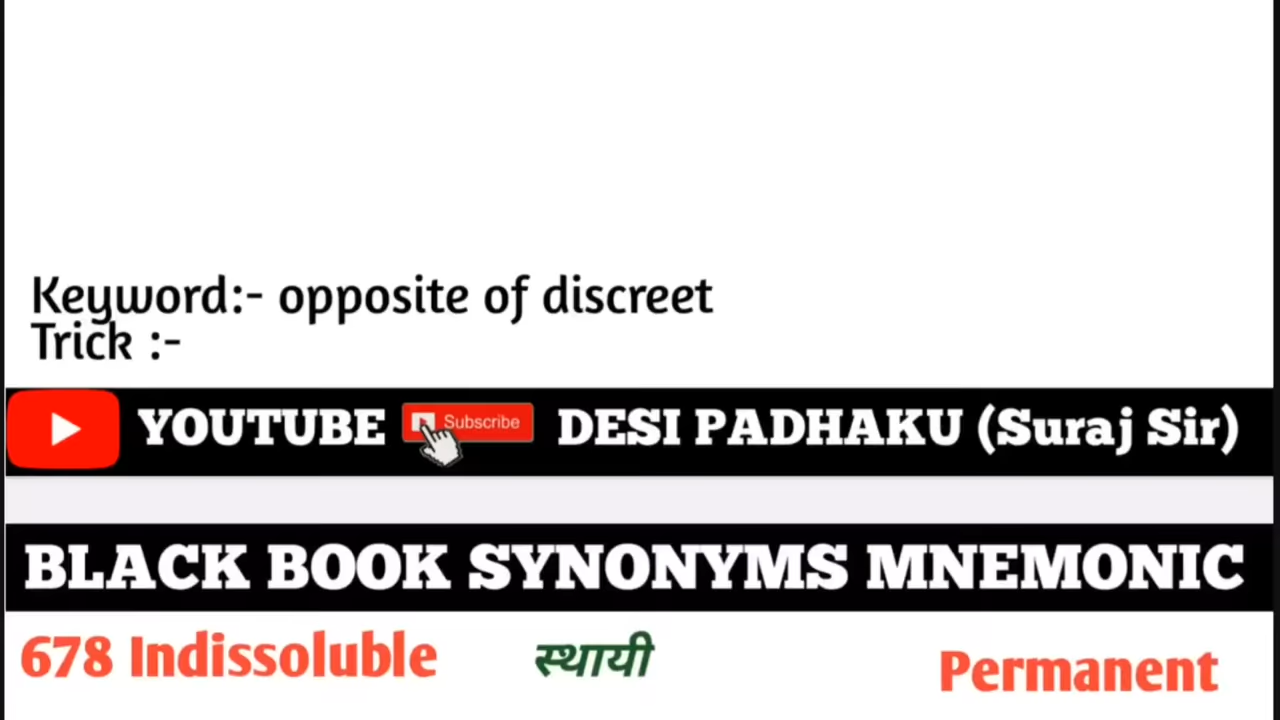 Keyword:- opposite of discreet
Trick :-
YOUTUBE Subscribe DESI PADHAKU (Suraj Sir)
BLACK BOOK SYNONYMS MNEMONIC
678 Indissoluble स्थायी Permanent